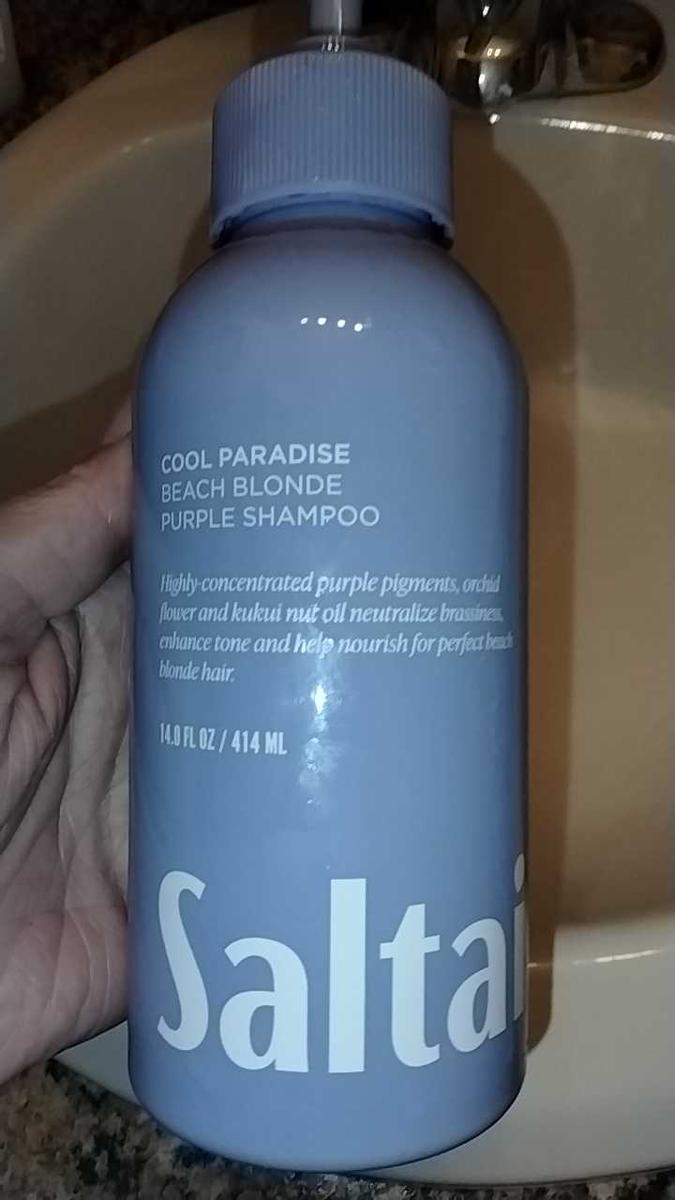 COOL PARADISE
BEACH BLONDE
PURPLE SHAMPOO
Highly-concentrated purple pigments, orchid
flower and kukui nut oil neutralize brassiness,
enhance tone and help nourish for perfect beach
blonde hair.
14.0 FL OZ / 414 ML
Saltai